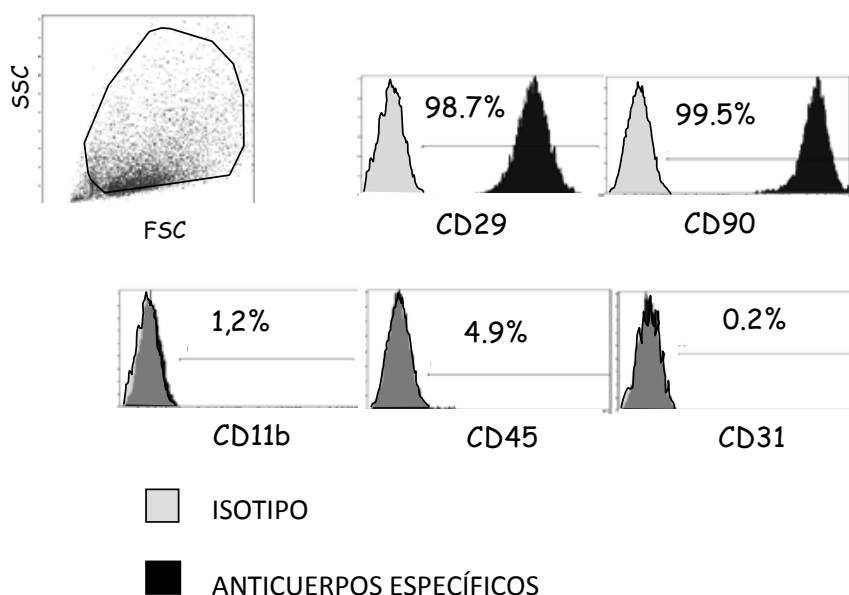 SSC
FSC
98.7%
CD29
99.5%
CD90
1,2%
CD11b
4.9%
CD45
0.2%
CD31
ISOTIPO
ANTICUERPOS ESPECÍFICOS